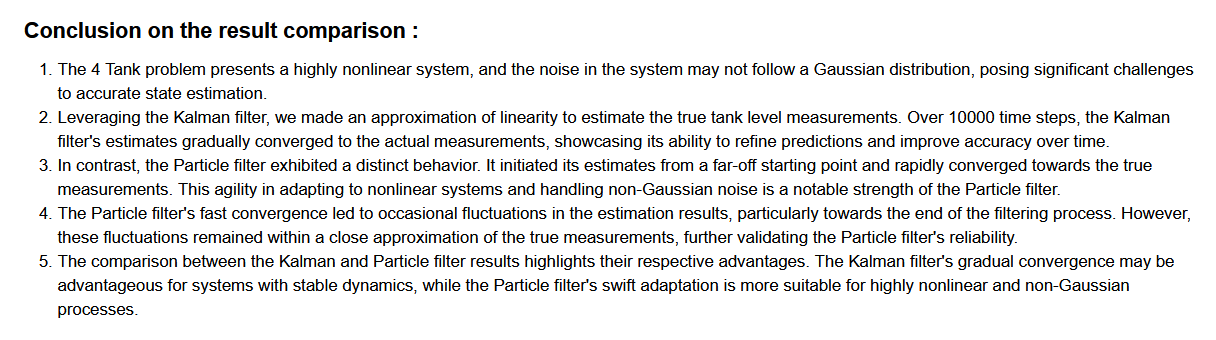 Conclusion on the result comparison :
1. The 4 Tank problem presents a highly nonlinear system, and the noise in the system may not follow a Gaussian distribution, posing significant challenges
to accurate state estimation.
2. Leveraging the Kalman filter, we made an approximation of linearity to estimate the true tank level measurements. Over 10000 time steps, the Kalman
filter's estimates gradually converged to the actual measurements, showcasing its ability to refine predictions and improve accuracy over time.
3. In contrast, the Particle filter exhibited a distinct behavior. It initiated its estimates from a far-off starting point and rapidly converged towards the true
measurements. This agility in adapting to nonlinear systems and handling non-Gaussian noise is a notable strength of the Particle filter.
4. The Particle filter's fast convergence led to occasional fluctuations in the estimation results, particularly towards the end of the filtering process. However,
these fluctuations remained within a close approximation of the true measurements, further validating the Particle filter's reliability.
5. The comparison between the Kalman and Particle filter results highlights their respective advantages. The Kalman filter's gradual convergence may be
advantageous for systems with stable dynamics, while the Particle filter's swift adaptation is more suitable for highly nonlinear and non-Gaussian
processes.